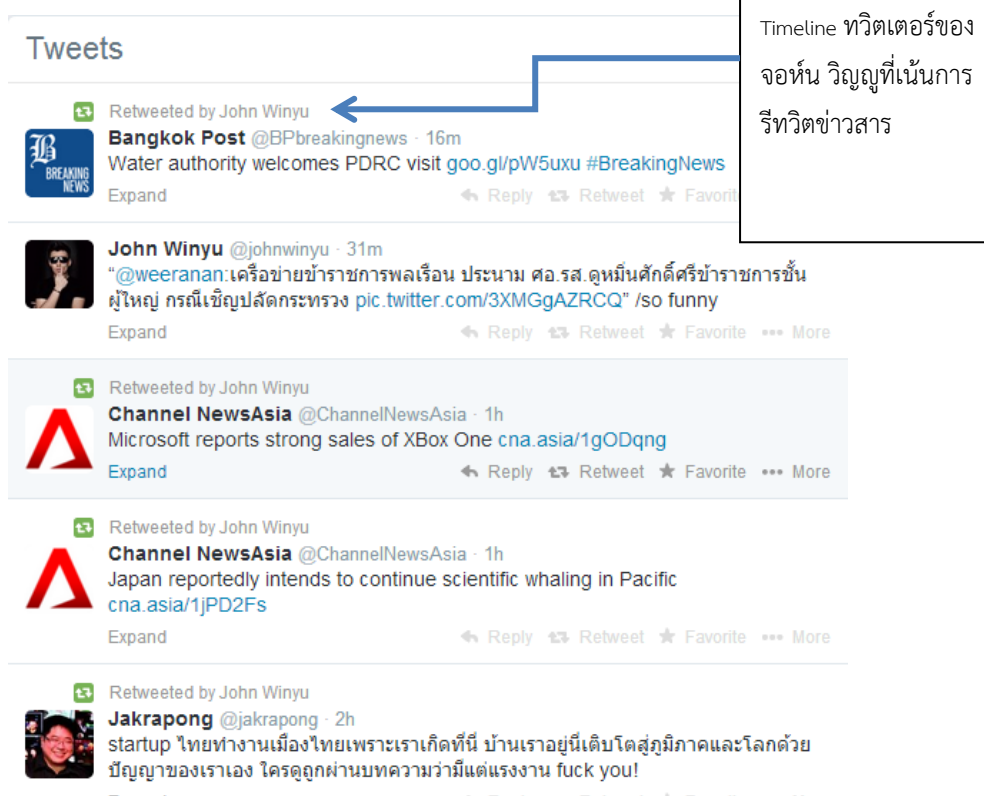 Timeline ทวิตเตอร์ของ
จอห์น วิญญูที่เน้นการ
รีทวิตข่าวสาร
Tweets
Retweeted by John Winyu
Bangkok Post @BPbreakingnews · 16m
Water authority welcomes PDRC visit goo.gl/pW5uxu #BreakingNews
B
BREAKING
NEWS
Expand Reply Retweet Favorit
John Winyu @johnwinyu · 31m
“@weeranan:เครือข่ายข้าราชการพลเรือน ประนาม ศอ.รส.ดูหมิ่นศักดิ์ศรีข้าราชการชั้น
ผู้ใหญ่ กรณีเชิญปลัดกระทรวง pic.twitter.com/3XMGgAZRCQ” /so funny
Expand Reply Retweet Favorite ••• More
Retweeted by John Winyu
Channel NewsAsia @ChannelNewsAsia · 1h
Microsoft reports strong sales of XBox One cna.asia/1gODqng
Expand Reply Retweet Favorite ••• More
Retweeted by John Winyu
Channel NewsAsia @ChannelNewsAsia · 1h
Japan reportedly intends to continue scientific whaling in Pacific
cna.asia/1jPD2Fs
Expand Reply Retweet Favorite ••• More
Retweeted by John Winyu
Jakrapong @jakrapong · 2h
startup ไทยทำงานเมืองไทยเพราะเราเกิดที่นี่ บ้านเราอยู่นี่เติบโตสู่ภูมิภาคและโลกด้วย
ปัญญาของเราเอง ใครดูถูกผ่านบทความว่ามีแต่แรงงาน fuck you!